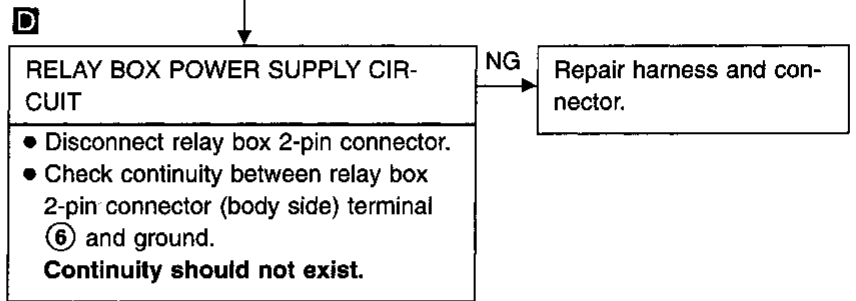 D
RELAY BOX POWER SUPPLY CIR-
CUIT
NG
Repair harness and con-
nector.
● Disconnect relay box 2-pin connector.
● Check continuity between relay box
2-pin connector (body side) terminal
⑥ and ground.
Continuity should not exist.